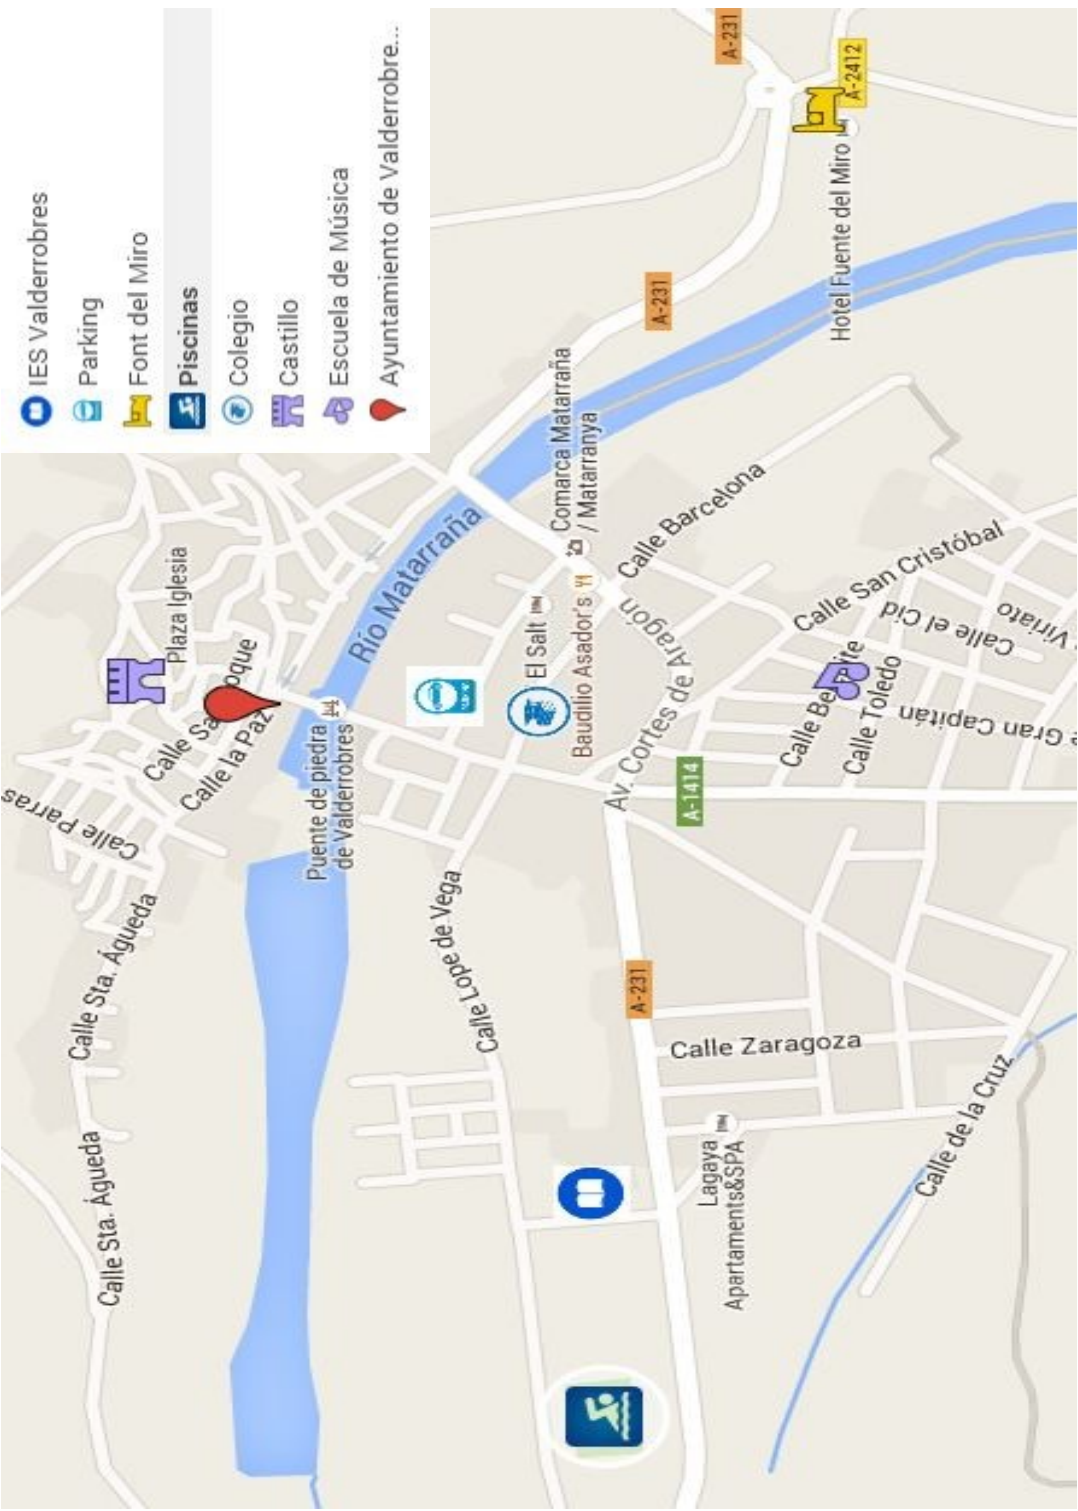 IES Valderrobres
Parking
Font del Miro
Piscinas
Colegio
Castillo
Escuela de Música
Ayuntamiento de Valderrobre...
A-231
A-2412
Hotel Fuente del Miro
A-231
Comarca Matarraña
/ Matarranya
Plaza Iglesia
Río Matarraña
Calle la Paz
Calle Parras
Puente de piedra
de Valderrobres
El Salt
Baudilio Asador's
Calle Barcelona
Av. Cortes de Aragón
Calle San Cristóbal
Calle el Cid
Viriato
Calle Toledo
Gran Capitán
A-1414
Calle Sta. Águeda
Calle Sta. Águeda
Calle Lope de Vega
A-231
Calle Zaragoza
Calle de la Cruz
Lagaya
Apartaments&SPA